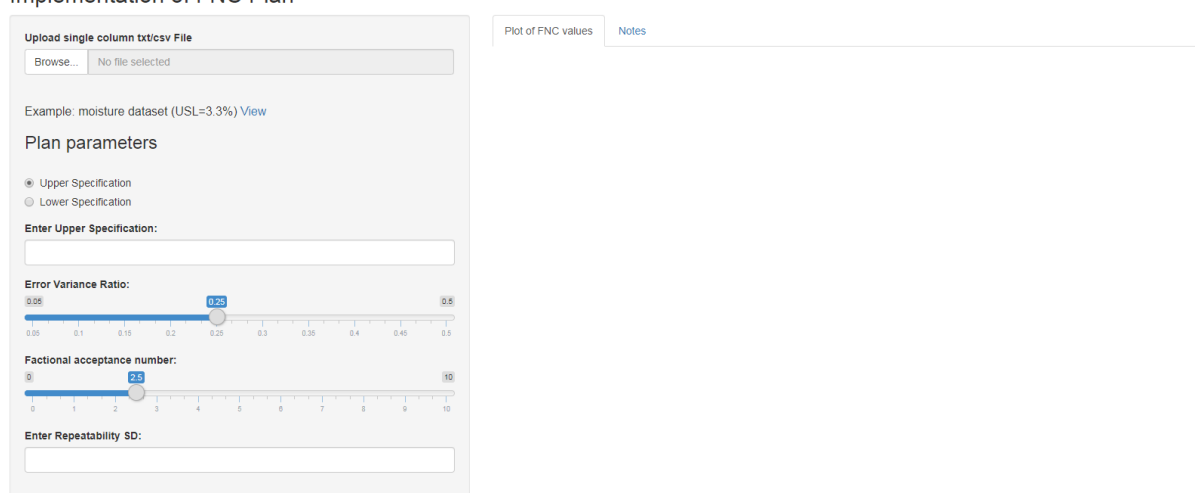 Implementation of FNC Plan
Upload single column txt/csv File
Browse... No file selected
Example: moisture dataset (USL=3.3%) View
Plan parameters
Upper Specification
Lower Specification
Enter Upper Specification:
Error Variance Ratio:
0.05 0.25 0.5
0.05 0.1 0.15 0.2 0.25 0.3 0.35 0.4 0.45 0.5
Factional acceptance number:
0 2.5 10
0 1 2 3 4 5 6 7 8 9 10
Enter Repeatability SD:
Plot of FNC values Notes